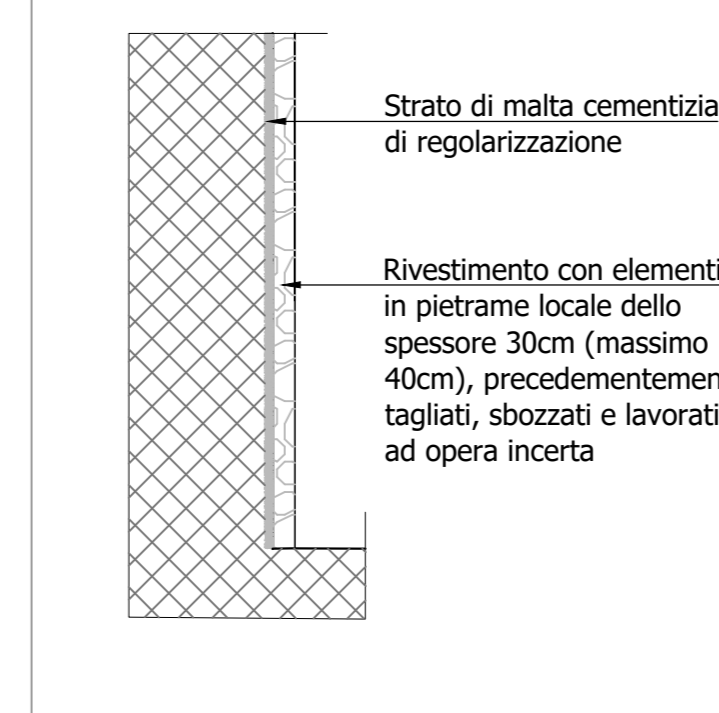 Strato di malta cementizia
di regolarizzazione
Rivestimento con elementi
in pietrame locale dello
spessore 30cm (massimo
40cm), precedementemen
tagliati, sbozzati e lavorati
ad opera incerta